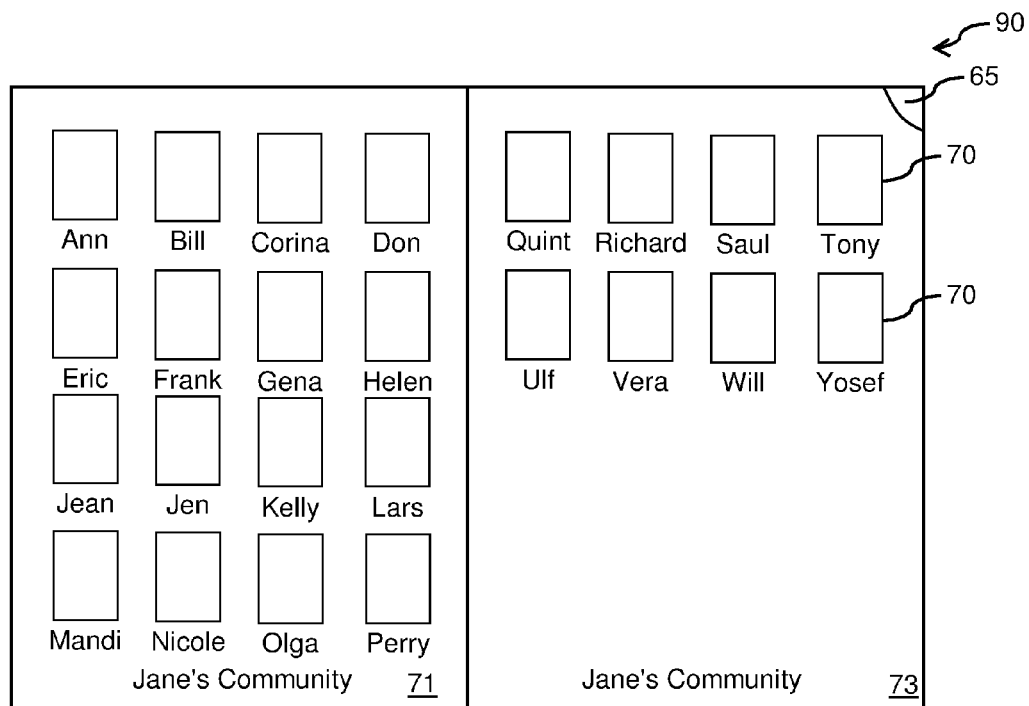 90
65
70
Ann Bill Corina Don
Quint Richard Saul Tony
70
Eric Frank Gena Helen
Ulf Vera Will Yosef
Jean Jen Kelly Lars
Mandi Nicole Olga Perry
Jane's Community 71
Jane's Community 73